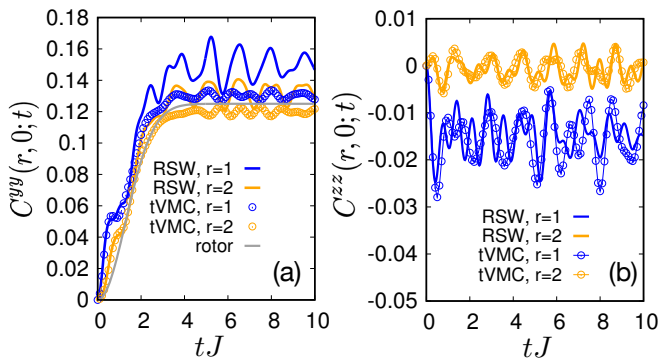 0.18
0.16
0.14
0.12
0.1
0.08
0.06
0.04
0.02
0
C^{yy}(r, 0; t)
RSW, r=1
RSW, r=2
tVMC, r=1
tVMC, r=2
rotor
(a)
0 2 4 6 8 10
tJ
0.01
0
-0.01
-0.02
-0.03
-0.04
-0.05
C^{zz}(r, 0; t)
RSW, r=1
RSW, r=2
tVMC, r=1
tVMC, r=2
(b)
0 2 4 6 8 10
tJ